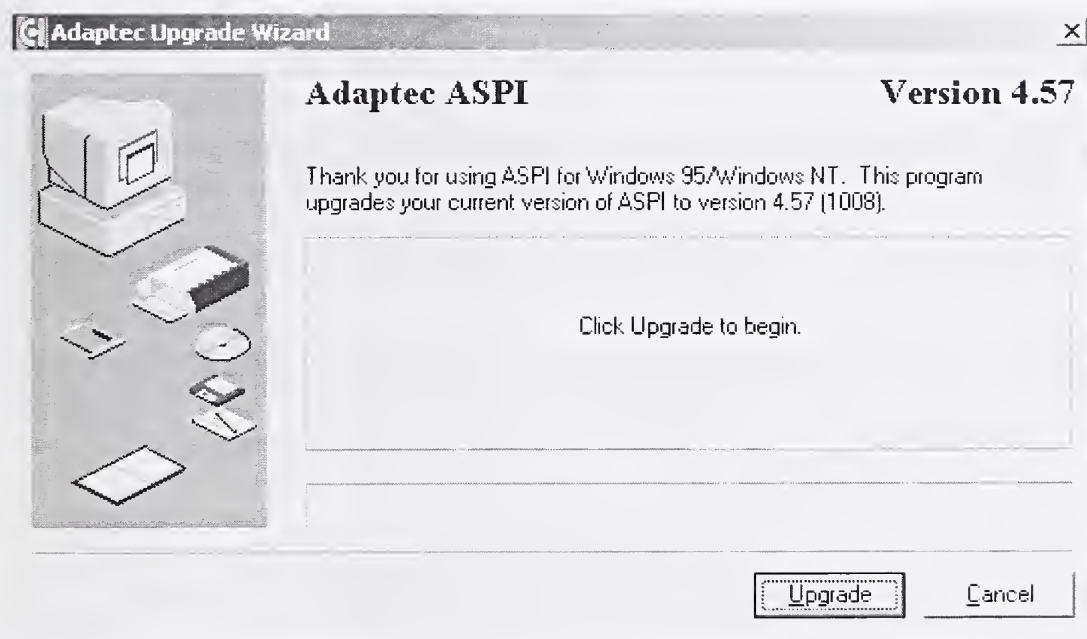 Adaptec Upgrade Wizard
Adaptec ASPI Version 4.57
Thank you for using ASPI for Windows 95/Windows NT. This program
upgrades your current version of ASPI to version 4.57 (1008).
Click Upgrade to begin.
Upgrade Cancel